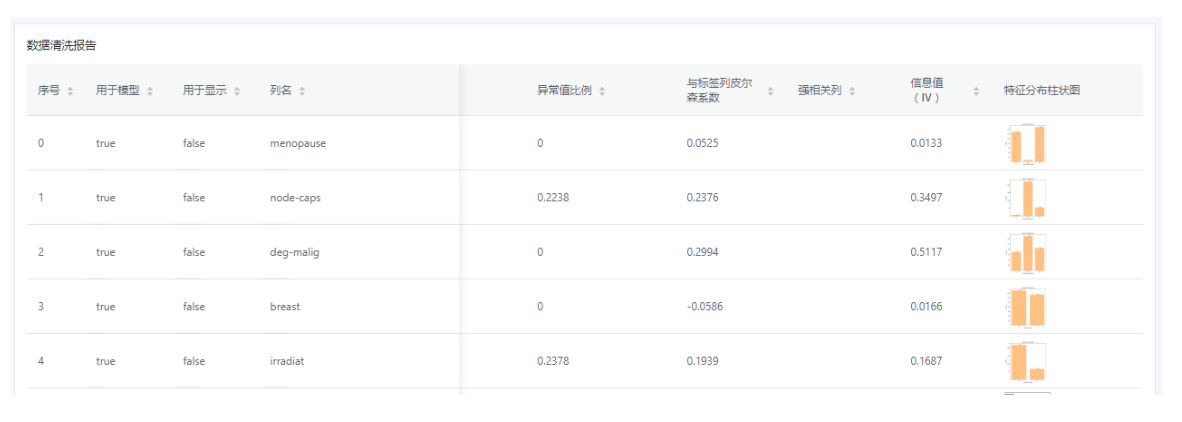 数据清洗报告
序号 用于模型 用于显示 列名 异常值比例 与标签列皮尔森系数 强相关列 信息值（IV） 特征分布柱状图
0 true false menopause 0 0.0525 0.0133
1 true false node-caps 0.2238 0.2376 0.3497
2 true false deg-malig 0 0.2994 0.5117
3 true false breast 0 -0.0586 0.0166
4 true false irradiat 0.2378 0.1939 0.1687